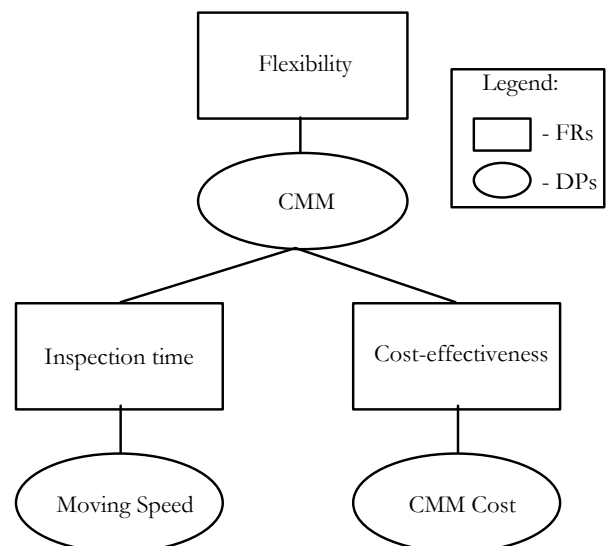 Flexibility
Legend:
- FRs
- DPs
CMM
Inspection time
Cost-effectiveness
Moving Speed
CMM Cost